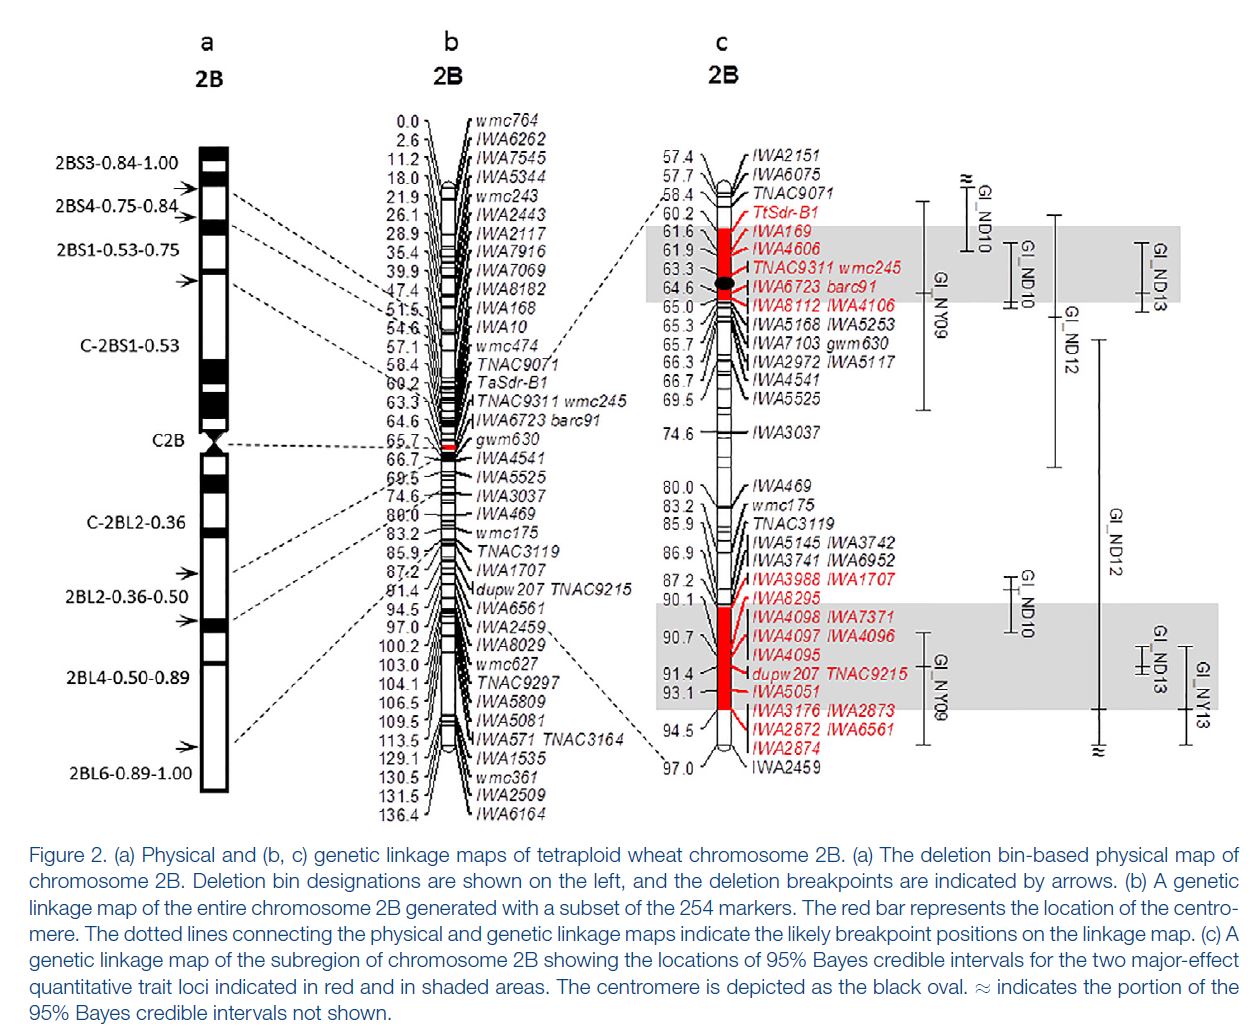 a
b
c
2B
2B
2B
2BS3-0.84-1.00
2BS4-0.75-0.84
2BS1-0.53-0.75
C-2BS1-0.53
C2B
C-2BL2-0.36
2BL2-0.36-0.50
2BL4-0.50-0.89
2BL6-0.89-1.00
0.0 wmc764
2.6 IWA6262
11.2 IWA7545
18.0 IWA5344
21.9 wmc243
26.1 IWA2443
28.9 IWA2117
35.4 IWA7916
39.9 IWA7069
47.4 IWA8182
51.5 IWA168
54.6 IWA10
57.1 wmc474
58.4 TNAC9071
60.2 TaSdr-B1
63.3 TNAC9311 wmc245
64.6 IWA6723 barc91
65.7 gwm630
66.7 IWA4541
69.5 IWA5525
74.6 IWA3037
80.0 IWA469
83.2 wmc175
85.9 TNAC3119
87.2 IWA1707
91.4 dupw207 TNAC9215
94.5 IWA6561
97.0 IWA2459
100.2 IWA8029
103.0 wmc627
104.1 TNAC9297
106.5 IWA5809
109.5 IWA5081
113.5 IWA571 TNAC3164
129.1 IWA1535
130.5 wmc361
131.5 IWA2509
136.4 IWA6164
57.4 IWA2151
57.7 IWA6075
58.4 TNAC9071
60.2 TtSdr-B1
61.6 IWA169
61.9 IWA4606
63.3 TNAC9311 wmc245
64.6 IWA6723 barc91
65.0 IWA8112 IWA4106
65.3 IWA5168 IWA5253
65.7 IWA7103 gwm630
66.3 IWA2972 IWA5117
66.7 IWA4541
69.5 IWA5525
74.6 IWA3037
80.0 IWA469
83.2 wmc175
85.9 TNAC3119
IWA5145 IWA3742
86.9 IWA3741 IWA6952
87.2 IWA3988 IWA1707
90.1 IWA8295
IWA4098 IWA7371
90.7 IWA4097 IWA4096
IWA4095
91.4 dupw207 TNAC9215
93.1 IWA5051
IWA3176 IWA2873
94.5 IWA2872 IWA6561
IWA2874
97.0 IWA2459
GI_NY09
≈
GI_ND10
GI_ND10
GI_ND12
GI_ND13
GI_ND12
≈
GI_ND10
GI_NY09
GI_ND13
GI_NY13
Figure 2. (a) Physical and (b, c) genetic linkage maps of tetraploid wheat chromosome 2B. (a) The deletion bin-based physical map of
chromosome 2B. Deletion bin designations are shown on the left, and the deletion breakpoints are indicated by arrows. (b) A genetic
linkage map of the entire chromosome 2B generated with a subset of the 254 markers. The red bar represents the location of the centro-
mere. The dotted lines connecting the physical and genetic linkage maps indicate the likely breakpoint positions on the linkage map. (c) A
genetic linkage map of the subregion of chromosome 2B showing the locations of 95% Bayes credible intervals for the two major-effect
quantitative trait loci indicated in red and in shaded areas. The centromere is depicted as the black oval. ≈ indicates the portion of the
95% Bayes credible intervals not shown.